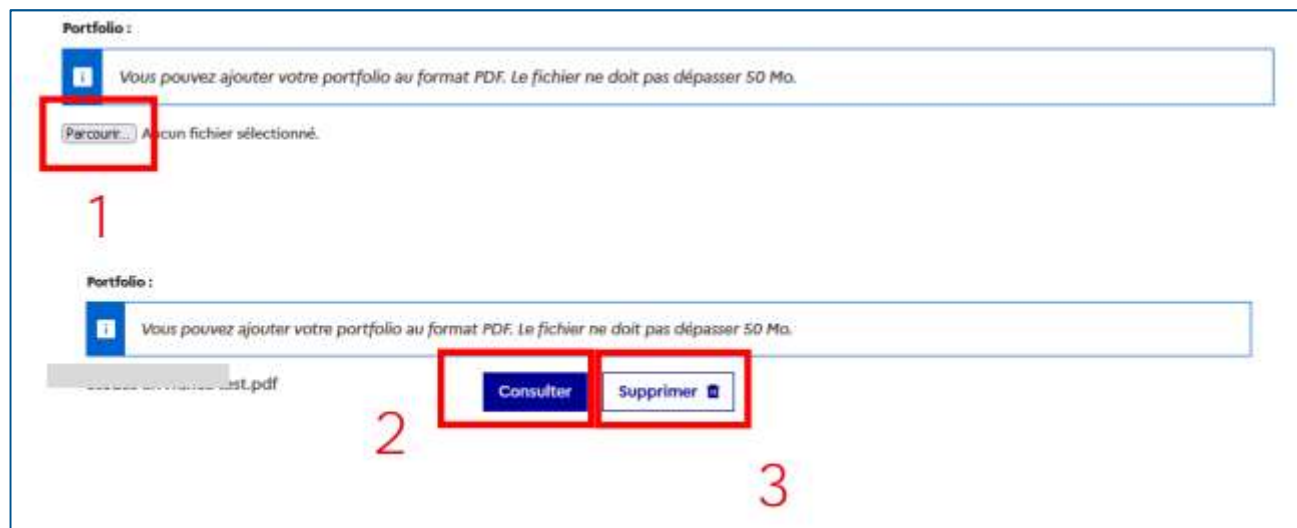 Portfolio :
i Vous pouvez ajouter votre portfolio au format PDF. Le fichier ne doit pas dépasser 50 Mo.
Parcourir... Aucun fichier sélectionné.
1
Portfolio :
i Vous pouvez ajouter votre portfolio au format PDF. Le fichier ne doit pas dépasser 50 Mo.
test.pdf Consulter Supprimer
2
3